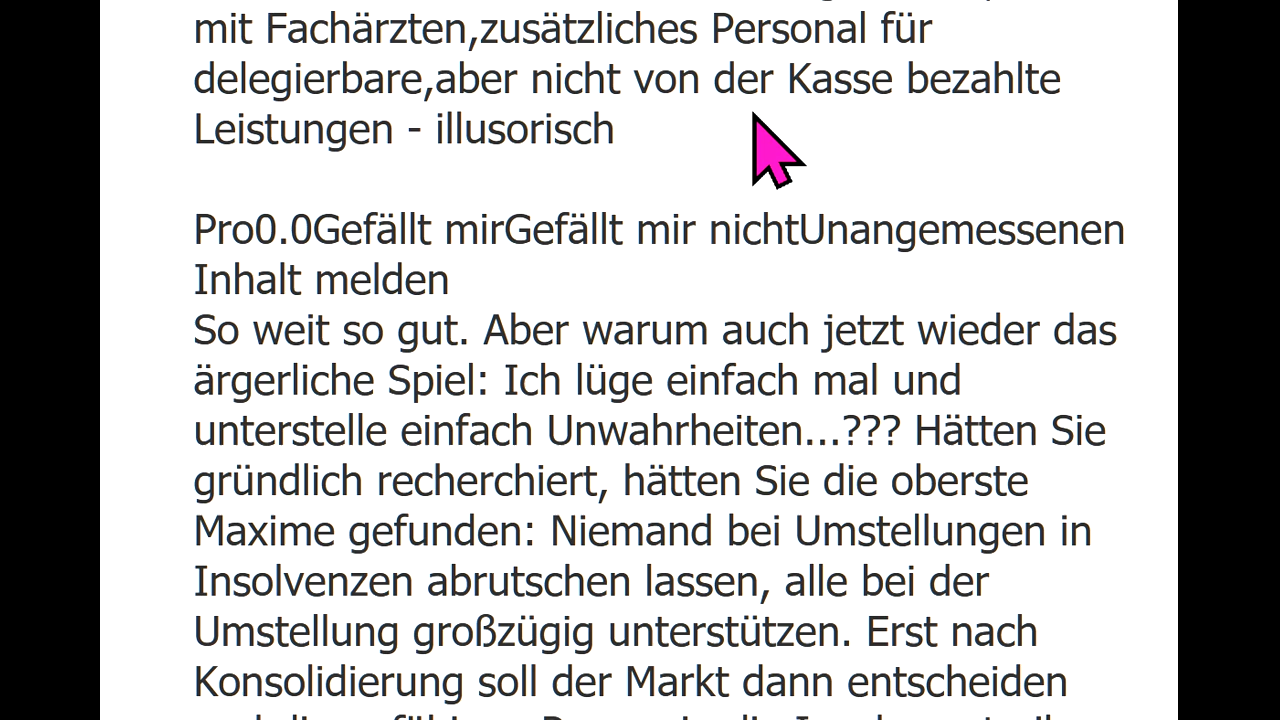 mit Fachärzten,zusätzliches Personal für
delegierbare,aber nicht von der Kasse bezahlte
Leistungen - illusorisch
Pro0.0Gefällt mirGefällt mir nichtUnangemessenen
Inhalt melden
So weit so gut. Aber warum auch jetzt wieder das
ärgerliche Spiel: Ich lüge einfach mal und
unterstelle einfach Unwahrheiten...??? Hätten Sie
gründlich recherchiert, hätten Sie die oberste
Maxime gefunden: Niemand bei Umstellungen in
Insolvenzen abrutschen lassen, alle bei der
Umstellung großzügig unterstützen. Erst nach
Konsolidierung soll der Markt dann entscheiden